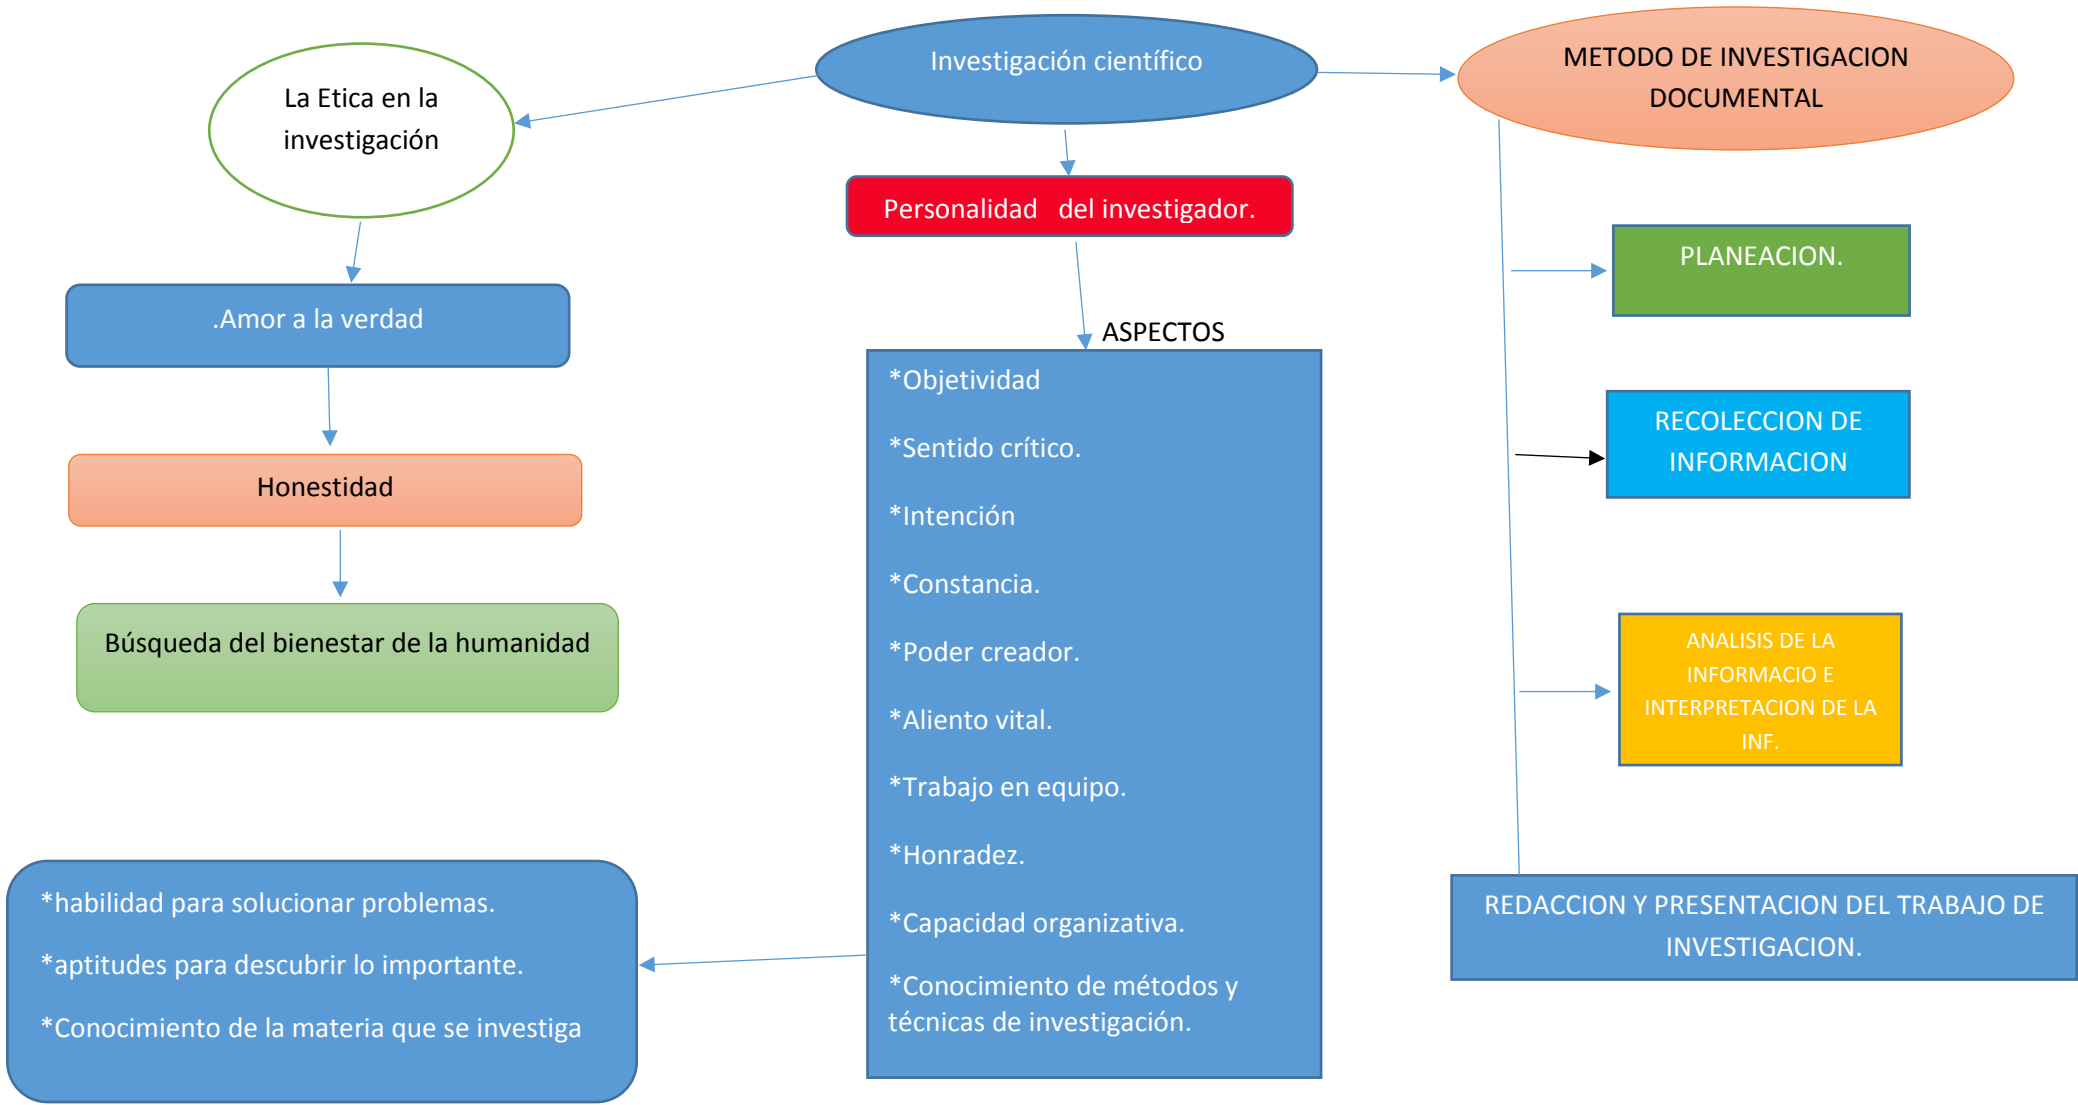 Investigación científico
La Etica en la
investigación
.Amor a la verdad
Honestidad
Búsqueda del bienestar de la humanidad
Personalidad   del investigador.
ASPECTOS
*Objetividad
*Sentido crítico.
*Intención
*Constancia.
*Poder creador.
*Aliento vital.
*Trabajo en equipo.
*Honradez.
*Capacidad organizativa.
*Conocimiento de métodos y
técnicas de investigación.
*habilidad para solucionar problemas.
*aptitudes para descubrir lo importante.
*Conocimiento de la materia que se investiga
METODO DE INVESTIGACION
DOCUMENTAL
PLANEACION.
RECOLECCION DE
INFORMACION
ANALISIS DE LA
INFORMACIO E
INTERPRETACION DE LA
INF.
REDACCION Y PRESENTACION DEL TRABAJO DE
INVESTIGACION.